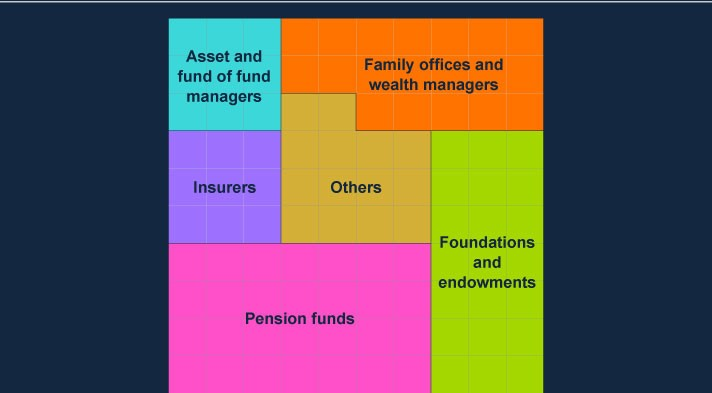 Asset and
fund of fund
managers
Family offices and
wealth managers
Insurers
Others
Foundations
and
endowments
Pension funds